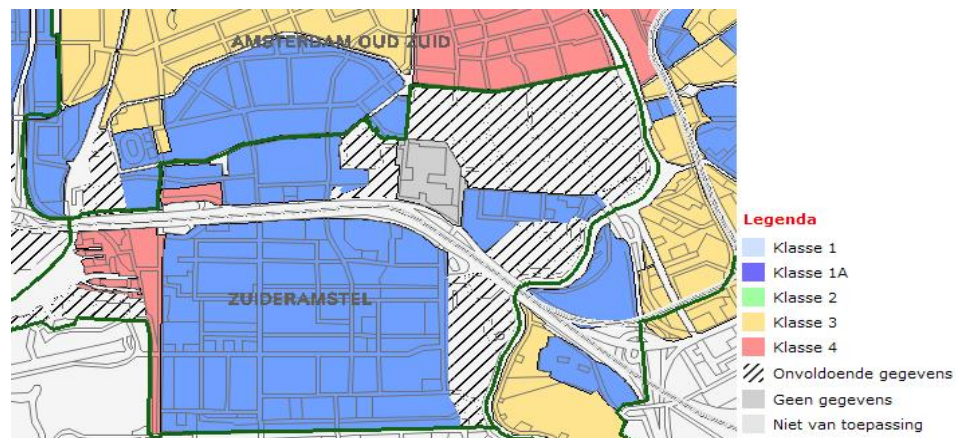 AMSTERDAM OUD ZUID
ZUIDERAMSTEL
Legenda
Klasse 1
Klasse 1A
Klasse 2
Klasse 3
Klasse 4
Onvoldoende gegevens
Geen gegevens
Niet van toepassing